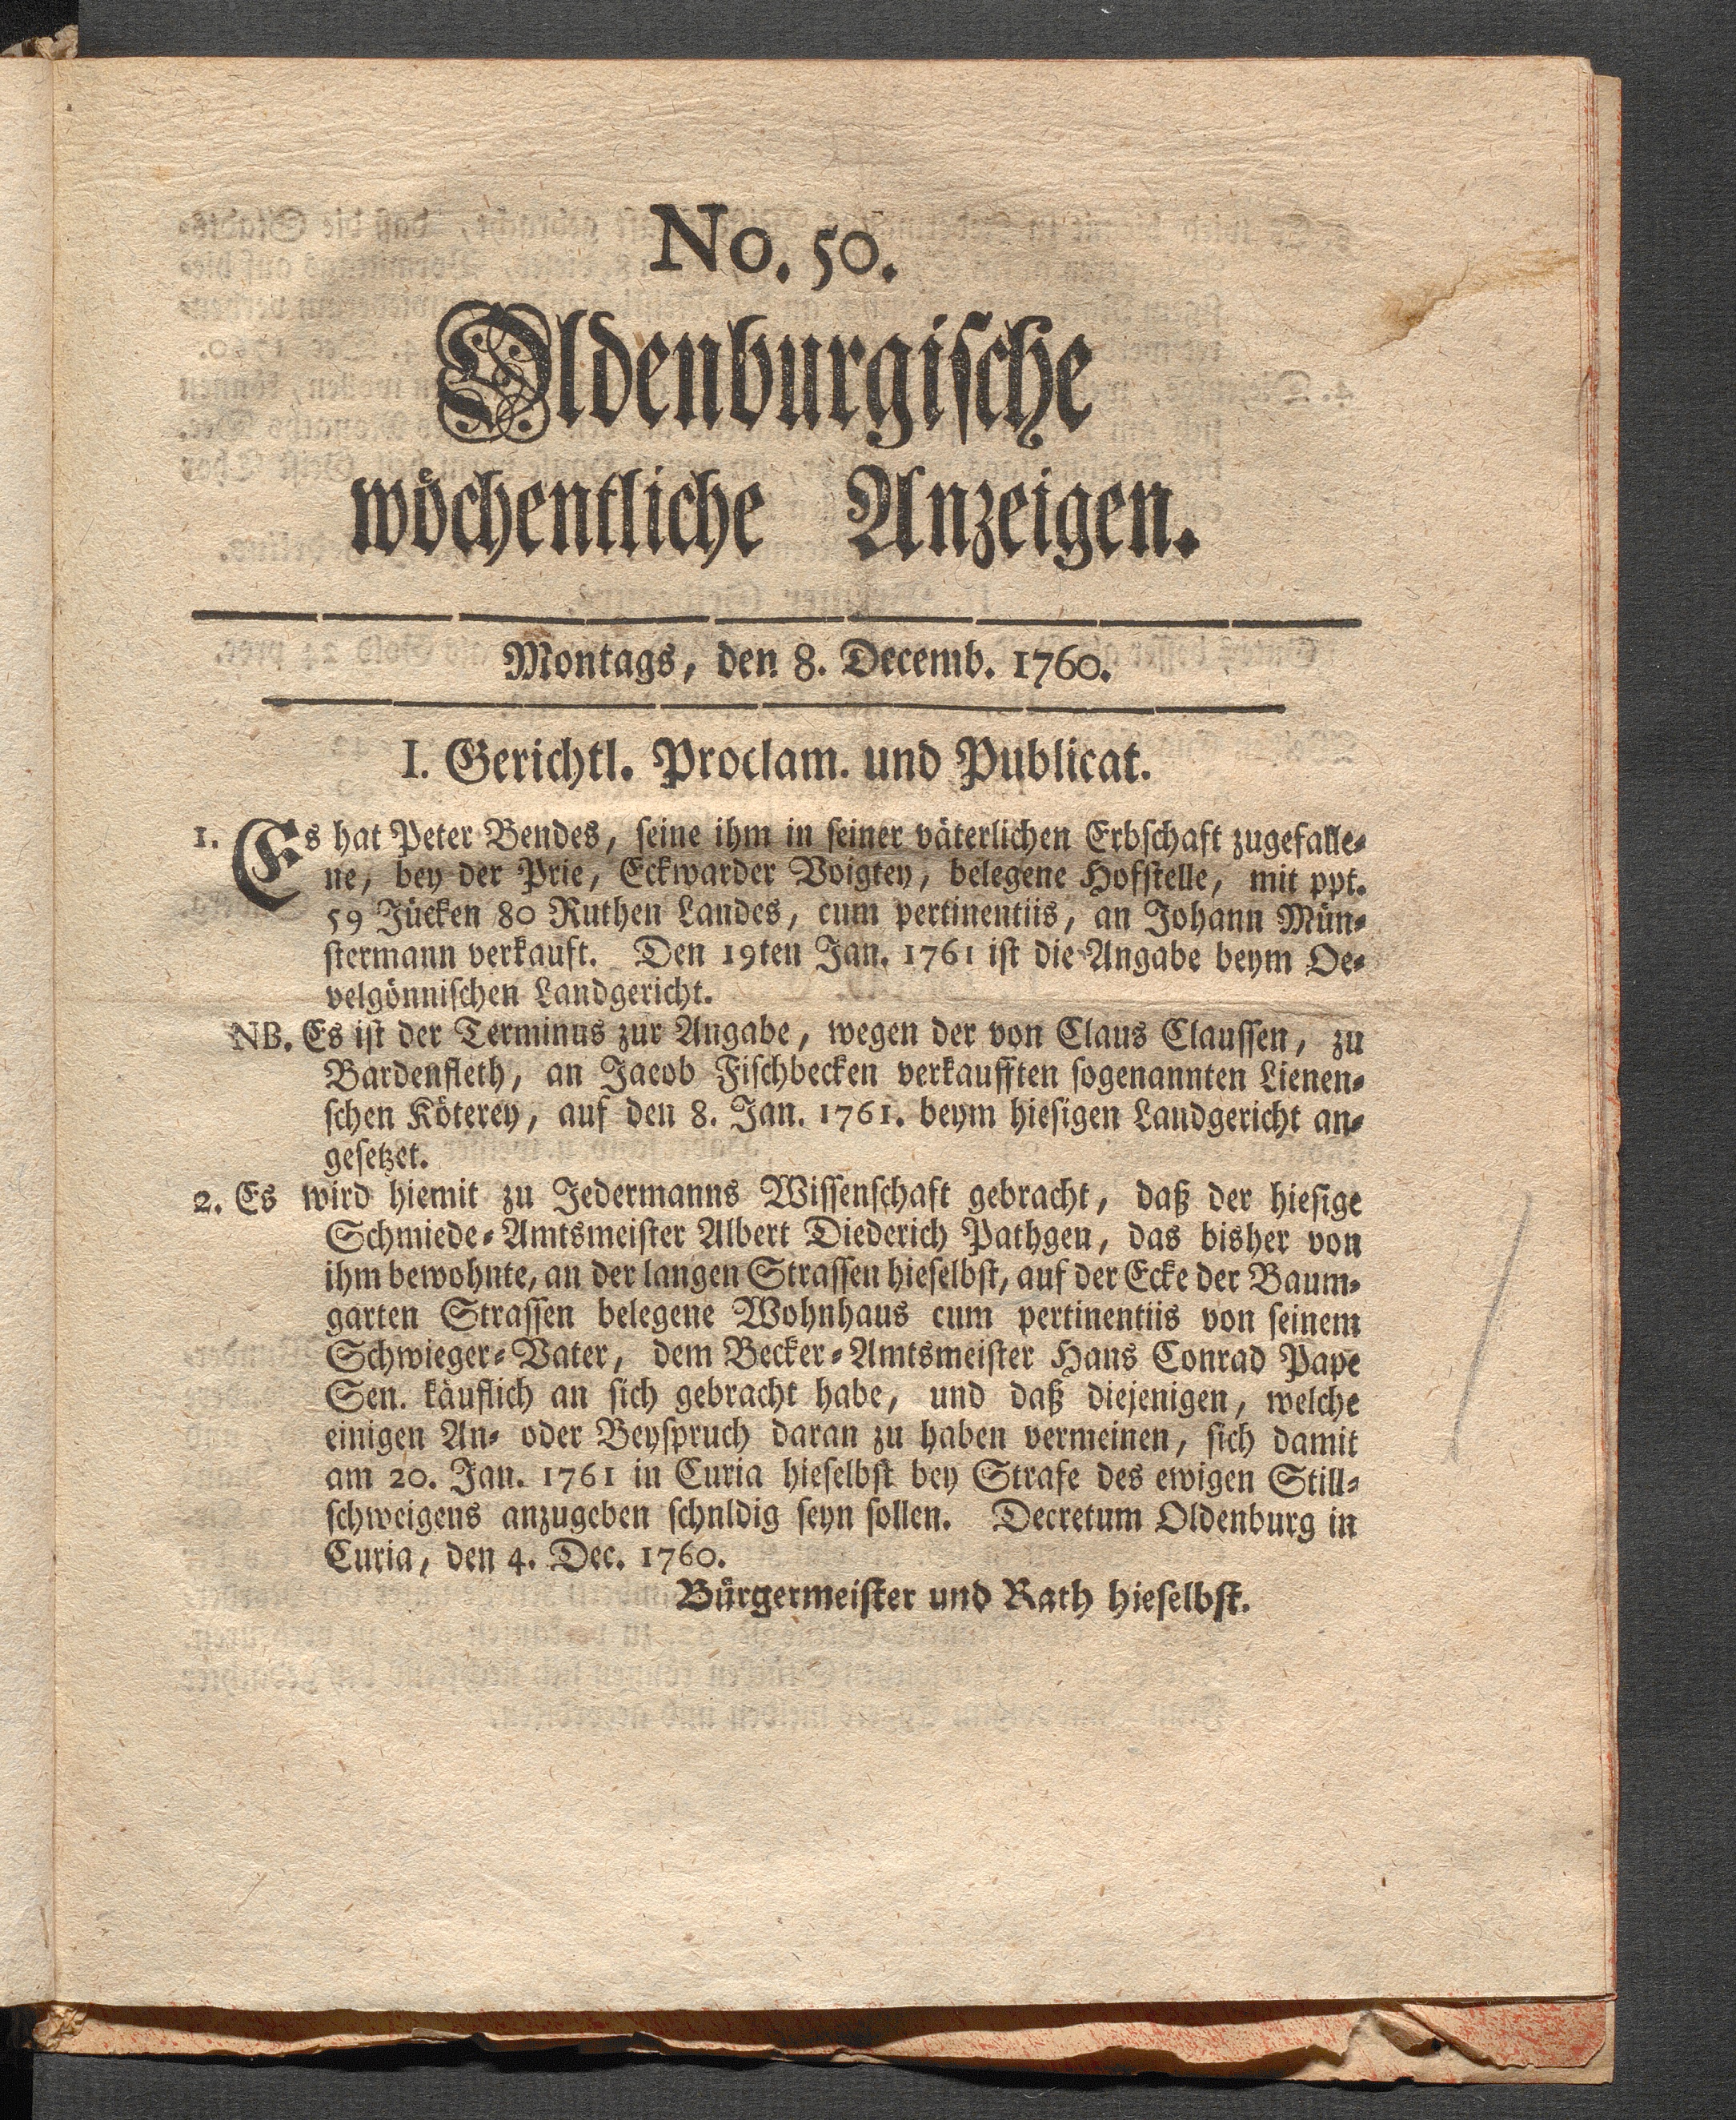 No. 50.
Oldenburgische
wöchentliche Anzeigen.
Montags, den 8. Decemb. 1760.
I. Gerichtl. Proclam. und Publicat.
1. Es hat Peter Bendes, seine ihm in seiner väterlichen Erbschaft zugefalle-
ne, bey der Prie, Eckwarder Voigtey, belegene Hofstelle, mit ppt.
59 Jücken 80 Ruthen Landes, cum pertinentiis, an Johann Mün-
stermann verkauft. Den 19ten Jan. 1761 ist die Angabe beym Oe-
velgönnischen Landgericht.
NB. Es ist der Terminus zur Angabe, wegen der von Claus Claussen, zu
Bardenfleth, an Jacob Fischbecken verkaufften sogenannten Lienen-
schen Köterey, auf den 8. Jan. 1761. beym hiesigen Landgericht an-
gesetzet.
2. Es wird hiemit zu Jedermanns Wissenschaft gebracht, daß der hiesige
Schmiede-Amtsmeister Albert Diederich Pathgen, das bisher von
ihm bewohnte, an der langen Strassen hieselbst, auf der Ecke der Baum-
garten Strassen belegene Wohnhaus cum pertinentiis von seinem
Schwieger-Vater, dem Becker-Amtsmeister Hans Conrad Pape
Sen. käuflich an sich gebracht habe, und daß diejenigen, welche
einigen An- oder Beyspruch daran zu haben vermeinen, sich damit
am 20. Jan. 1761 in Curia hieselbst bey Strafe des ewigen Still-
schweigens anzugeben schnldig seyn sollen. Decretum Oldenburg in
Curia, den 4. Dec. 1760.
Bürgermeister und Rath hieselbst.